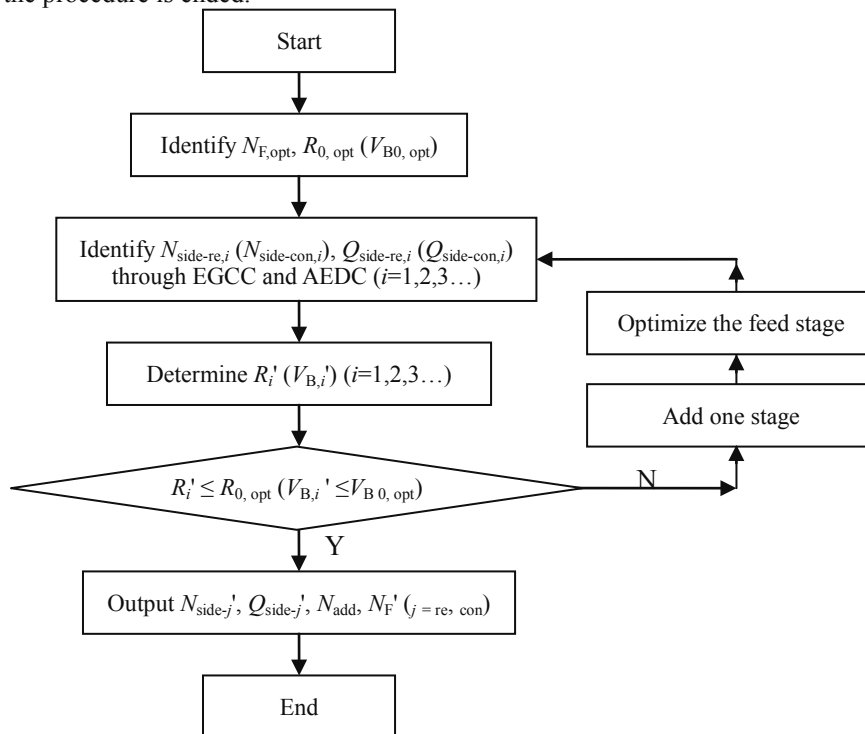 the procedure is ended.
Start
Identify N_F,opt, R_0, opt (V_B0, opt)
Identify N_side-re,i (N_side-con,i), Q_side-re,i (Q_side-con,i)
through EGCC and AEDC (i=1,2,3…)
Optimize the feed stage
Determine R_i' (V_B,i') (i=1,2,3…)
Add one stage
R_i' ≤ R_0, opt (V_B,i ' ≤V_B 0, opt)
N
Y
Output N_side-j', Q_side-j', N_add, N_F' (j = re, con)
End